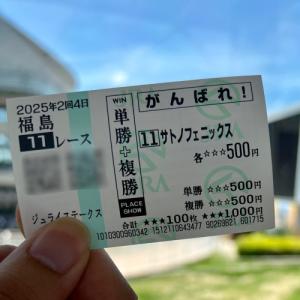 2025年2回4日
福島
11レース
ジュライステークス
WIN
単勝+複勝
PLACE SHOW
がんばれ!
11サトノフェニックス
各☆☆☆500円
単勝☆☆☆500円
複勝☆☆☆500円
合計 ★★★100枚 ★★★1,000円